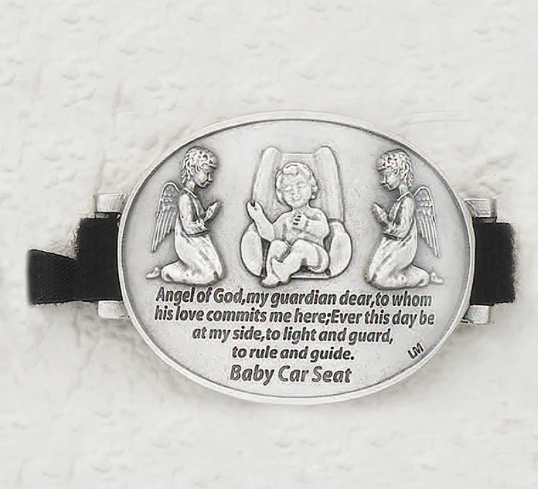 Angel of God,my guardian dear,to whom
his love commits me here;Ever this day be
at my side,to light and guard,
to rule and guide.
LMJ
Baby Car Seat